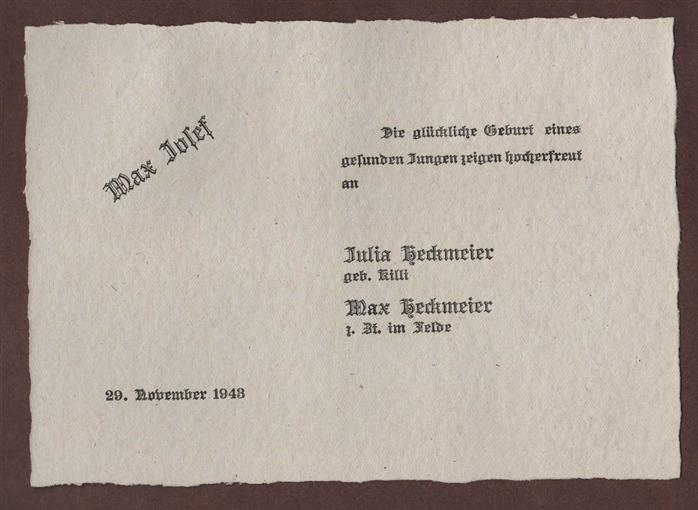 Max Josef
Die glückliche Geburt eines
gesunden Jungen zeigen hocherfreut
an
Julia Heckmeier
geb. Killi
Max Heckmeier
z. Zt. im Felde
29. November 1943